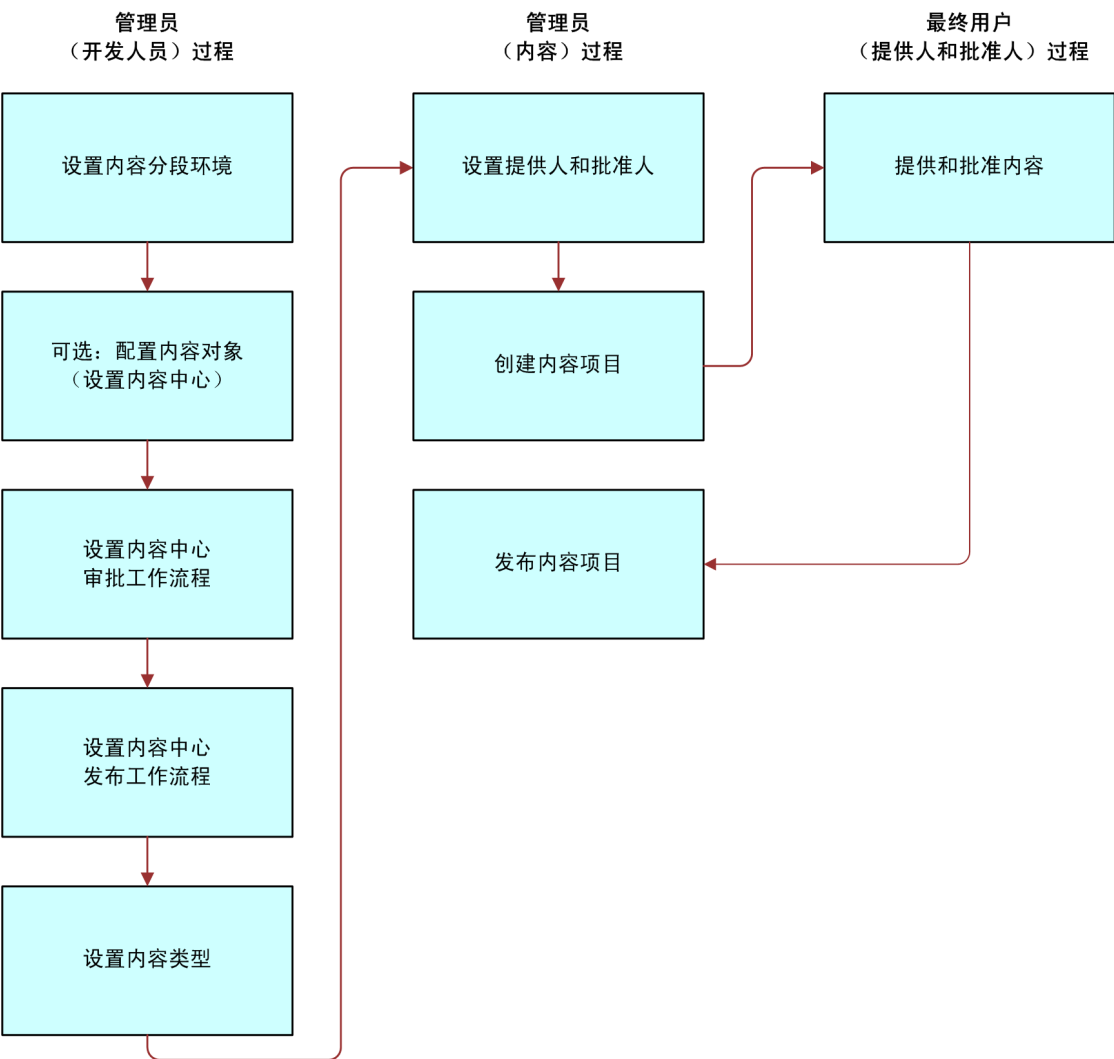 管理员
（开发人员）过程
管理员
（内容）过程
最终用户
（提供人和批准人）过程
设置内容分段环境
设置提供人和批准人
提供和批准内容
可选：配置内容对象
（设置内容中心）
创建内容项目
设置内容中心
审批工作流程
发布内容项目
设置内容中心
发布工作流程
设置内容类型